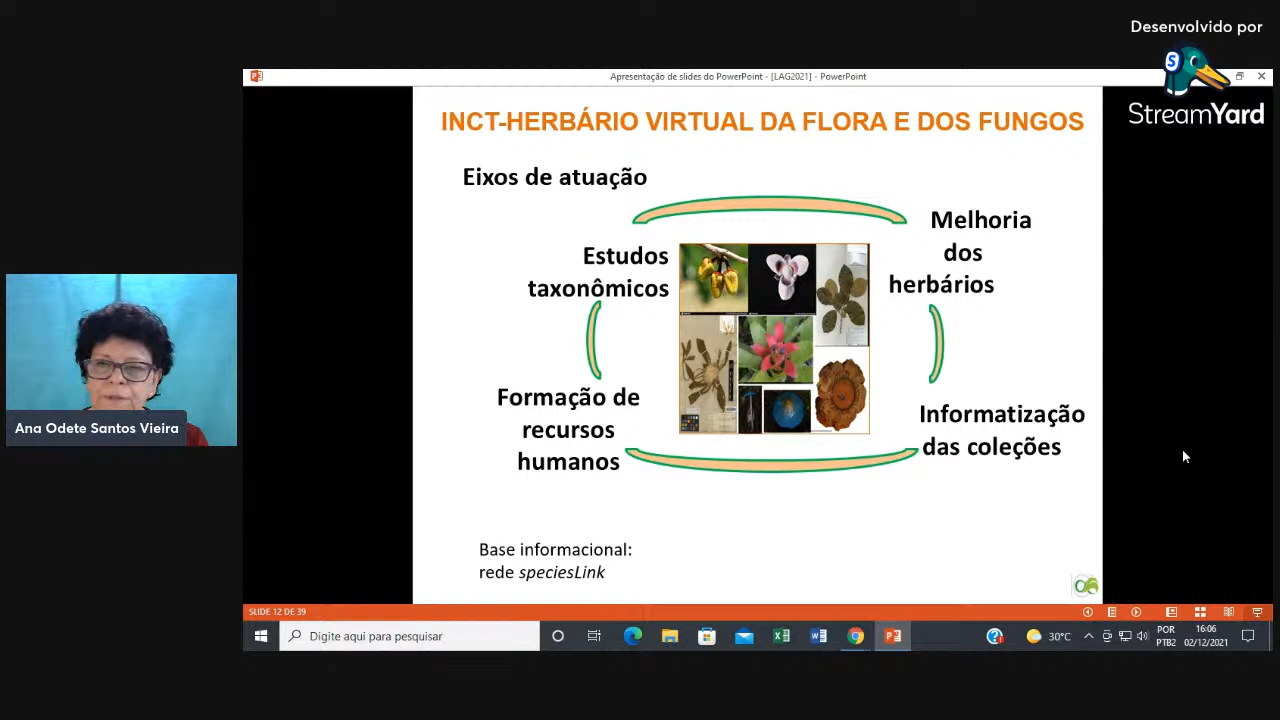 Desenvolvido por
StreamYard
Apresentação de slides do PowerPoint - [LAG2021] - PowerPoint
INCT-HERBÁRIO VIRTUAL DA FLORA E DOS FUNGOS
Eixos de atuação
Estudos
taxonômicos
Melhoria
dos
herbários
Formação de
recursos
humanos
Informatização
das coleções
Base informacional:
rede speciesLink
Ana Odete Santos Vieira
SLIDE 12 DE 39
Digite aqui para pesquisar
30°C
POR
PTB2
16:06
02/12/2021